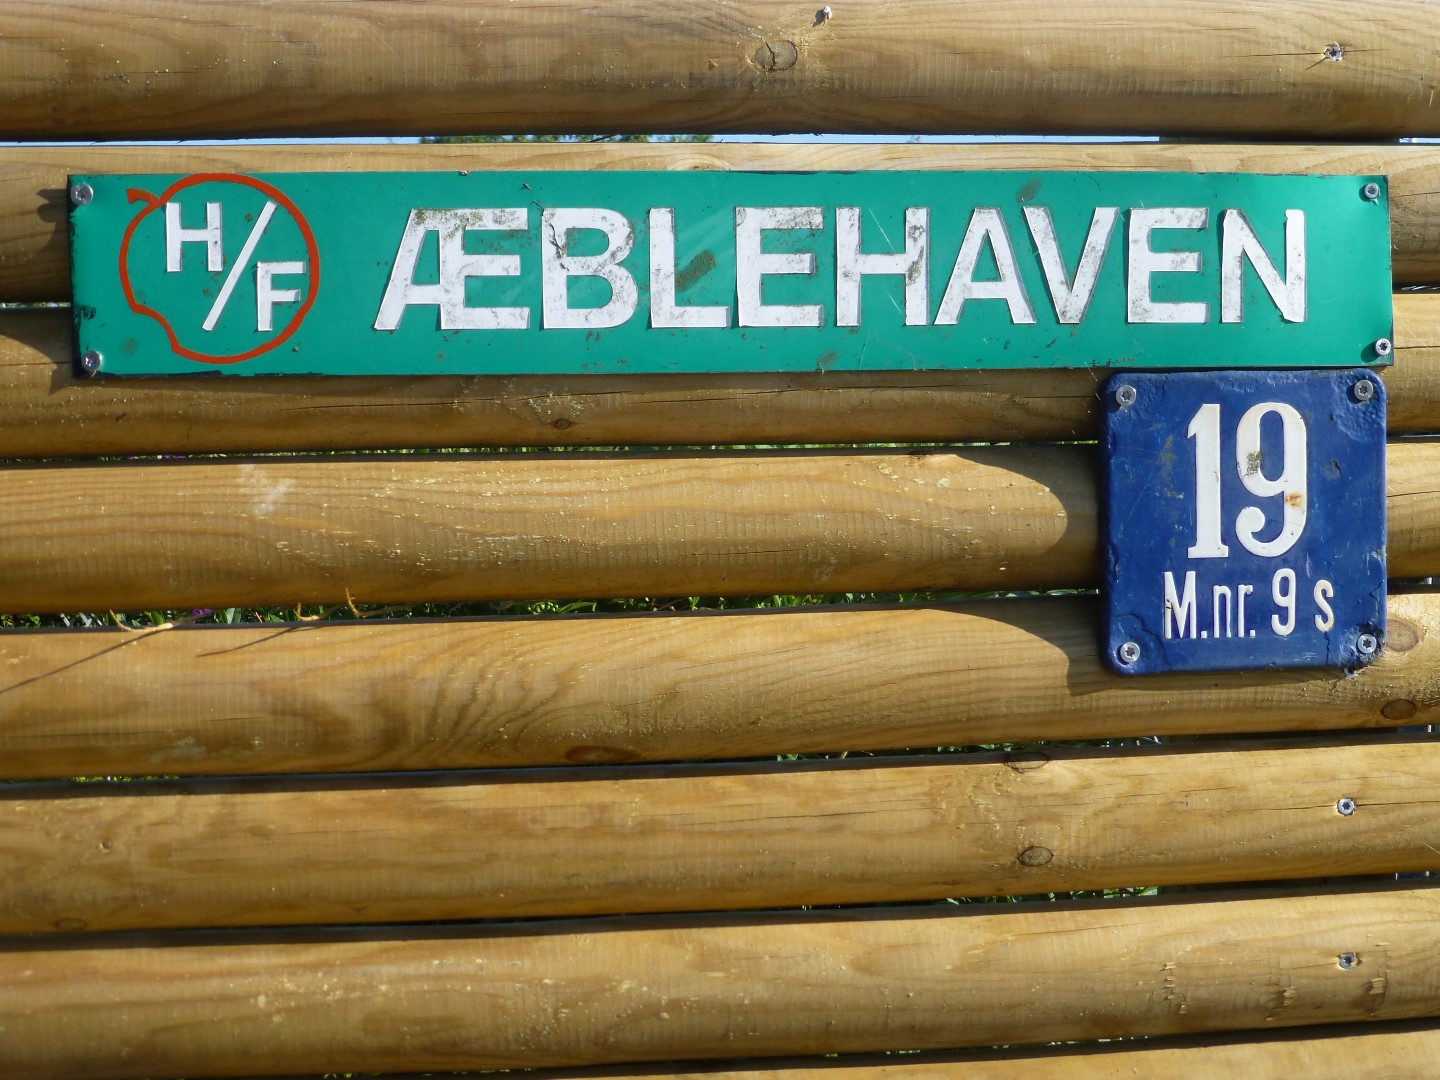 H/F ÆBLEHAVEN
19
M.nr. 9 s